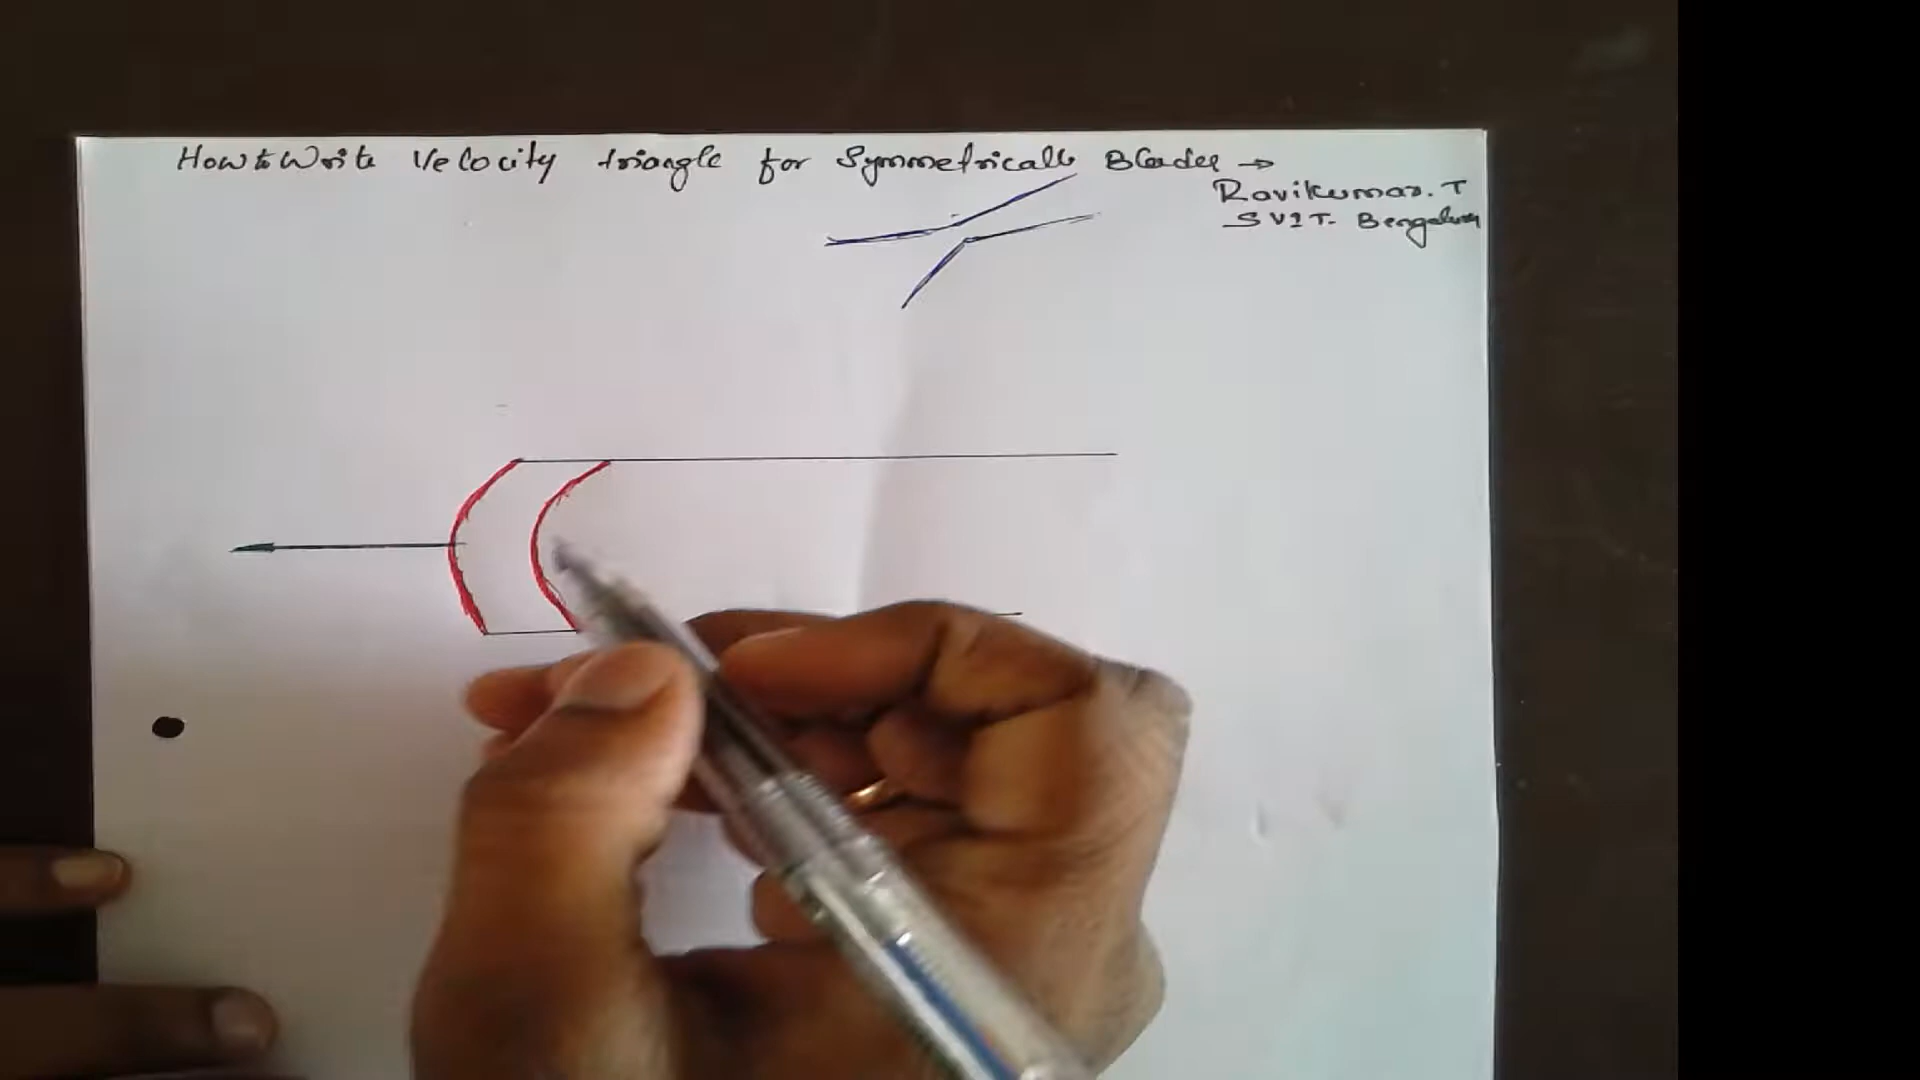 How to Write Velocity triangle for Symmetrical Blades →
Ravikumar. T
SVIT- Bengaluru